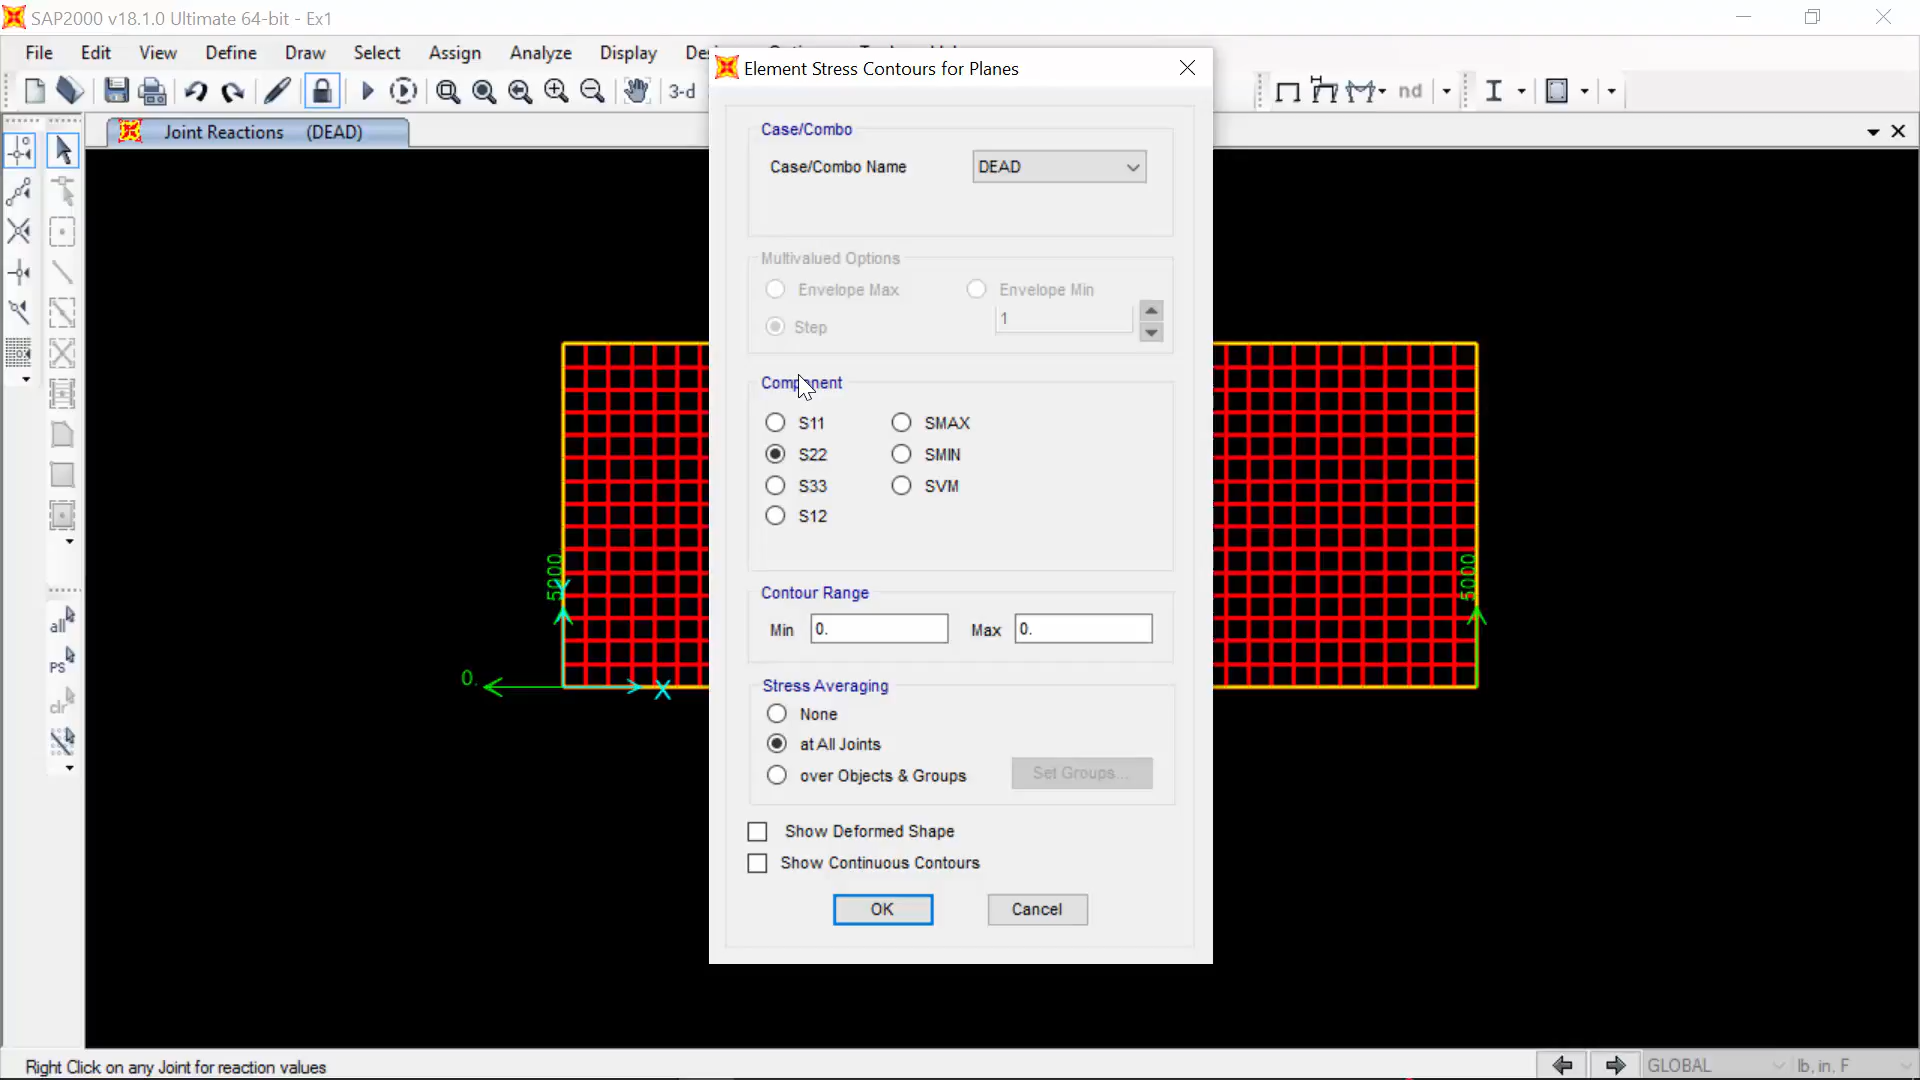 SAP2000 v18.1.0 Ultimate 64-bit - Ex1
File Edit View Define Draw Select Assign Analyze Display
Element Stress Contours for Planes
3-d
nd
Joint Reactions (DEAD)
Case/Combo
Case/Combo Name DEAD
Multivalued Options
Envelope Max Envelope Min
Step 1
Component
S11 SMAX
S22 SMIN
S33 SVM
S12
5000
5000
Contour Range
Min 0. Max 0.
all
PS
clr
0.
X
Stress Averaging
None
at All Joints
over Objects & Groups Set Groups...
Show Deformed Shape
Show Continuous Contours
OK Cancel
Right Click on any Joint for reaction values
GLOBAL lb, in, F